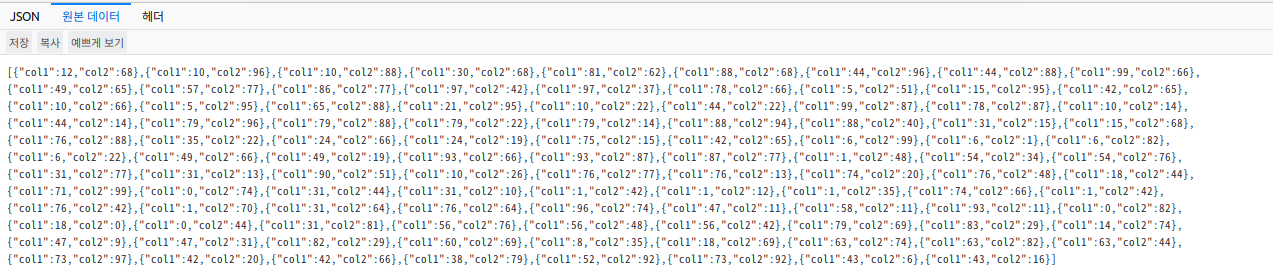 JSON 원본 데이터 헤더
저장 복사 예쁘게 보기
[{"col1":12,"col2":68},{"col1":10,"col2":96},{"col1":10,"col2":88},{"col1":30,"col2":68},{"col1":81,"col2":62},{"col1":88,"col2":68},{"col1":44,"col2":96},{"col1":44,"col2":88},{"col1":99,"col2":66},
{"col1":49,"col2":65},{"col1":57,"col2":77},{"col1":86,"col2":77},{"col1":97,"col2":42},{"col1":97,"col2":37},{"col1":78,"col2":66},{"col1":5,"col2":51},{"col1":15,"col2":95},{"col1":42,"col2":65},
{"col1":10,"col2":66},{"col1":5,"col2":95},{"col1":65,"col2":88},{"col1":21,"col2":95},{"col1":10,"col2":22},{"col1":44,"col2":22},{"col1":99,"col2":87},{"col1":78,"col2":87},{"col1":10,"col2":14},
{"col1":44,"col2":14},{"col1":79,"col2":96},{"col1":79,"col2":88},{"col1":79,"col2":22},{"col1":79,"col2":14},{"col1":88,"col2":94},{"col1":88,"col2":40},{"col1":31,"col2":15},{"col1":15,"col2":68},
{"col1":76,"col2":88},{"col1":35,"col2":22},{"col1":24,"col2":66},{"col1":24,"col2":19},{"col1":75,"col2":15},{"col1":42,"col2":65},{"col1":6,"col2":99},{"col1":6,"col2":1},{"col1":6,"col2":82},
{"col1":6,"col2":22},{"col1":49,"col2":66},{"col1":49,"col2":19},{"col1":93,"col2":66},{"col1":93,"col2":87},{"col1":87,"col2":77},{"col1":1,"col2":48},{"col1":54,"col2":34},{"col1":54,"col2":76},
{"col1":31,"col2":77},{"col1":31,"col2":13},{"col1":90,"col2":51},{"col1":10,"col2":26},{"col1":76,"col2":77},{"col1":76,"col2":13},{"col1":74,"col2":20},{"col1":76,"col2":48},{"col1":18,"col2":44},
{"col1":71,"col2":99},{"col1":0,"col2":74},{"col1":31,"col2":44},{"col1":31,"col2":10},{"col1":1,"col2":42},{"col1":1,"col2":12},{"col1":1,"col2":35},{"col1":74,"col2":66},{"col1":1,"col2":42},
{"col1":76,"col2":42},{"col1":1,"col2":70},{"col1":31,"col2":64},{"col1":76,"col2":64},{"col1":96,"col2":74},{"col1":47,"col2":11},{"col1":58,"col2":11},{"col1":93,"col2":11},{"col1":0,"col2":82},
{"col1":18,"col2":0},{"col1":0,"col2":44},{"col1":31,"col2":81},{"col1":56,"col2":76},{"col1":56,"col2":48},{"col1":56,"col2":42},{"col1":79,"col2":69},{"col1":83,"col2":29},{"col1":14,"col2":74},
{"col1":47,"col2":9},{"col1":47,"col2":31},{"col1":82,"col2":29},{"col1":60,"col2":69},{"col1":8,"col2":35},{"col1":18,"col2":69},{"col1":63,"col2":74},{"col1":63,"col2":82},{"col1":63,"col2":44},
{"col1":73,"col2":97},{"col1":42,"col2":20},{"col1":42,"col2":66},{"col1":38,"col2":79},{"col1":52,"col2":92},{"col1":73,"col2":92},{"col1":43,"col2":6},{"col1":43,"col2":16}]